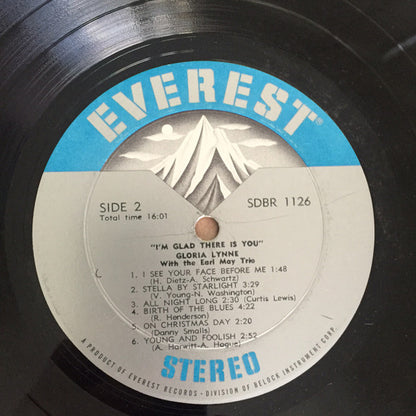 EVEREST®
SIDE 2
Total time 16:01
SDBR 1126
"I'M GLAD THERE IS YOU"
GLORIA LYNNE
With the Earl May Trio
1. I SEE YOUR FACE BEFORE ME 1:48
(H. Dietz-A. Schwartz)
2. STELLA BY STARLIGHT 3:29
(V. Young-N. Washington)
3. ALL NIGHT LONG 2:30 (Curtis Lewis)
4. BIRTH OF THE BLUES 4:22
(R. Henderson)
5. ON CHRISTMAS DAY 2:20
(Danny Smalls)
6. YOUNG AND FOOLISH 2:52
(A. Harwitt-A. Hague)
STEREO
A PRODUCT OF EVEREST RECORDS - DIVISION OF BELOCK INSTRUMENT CORP.